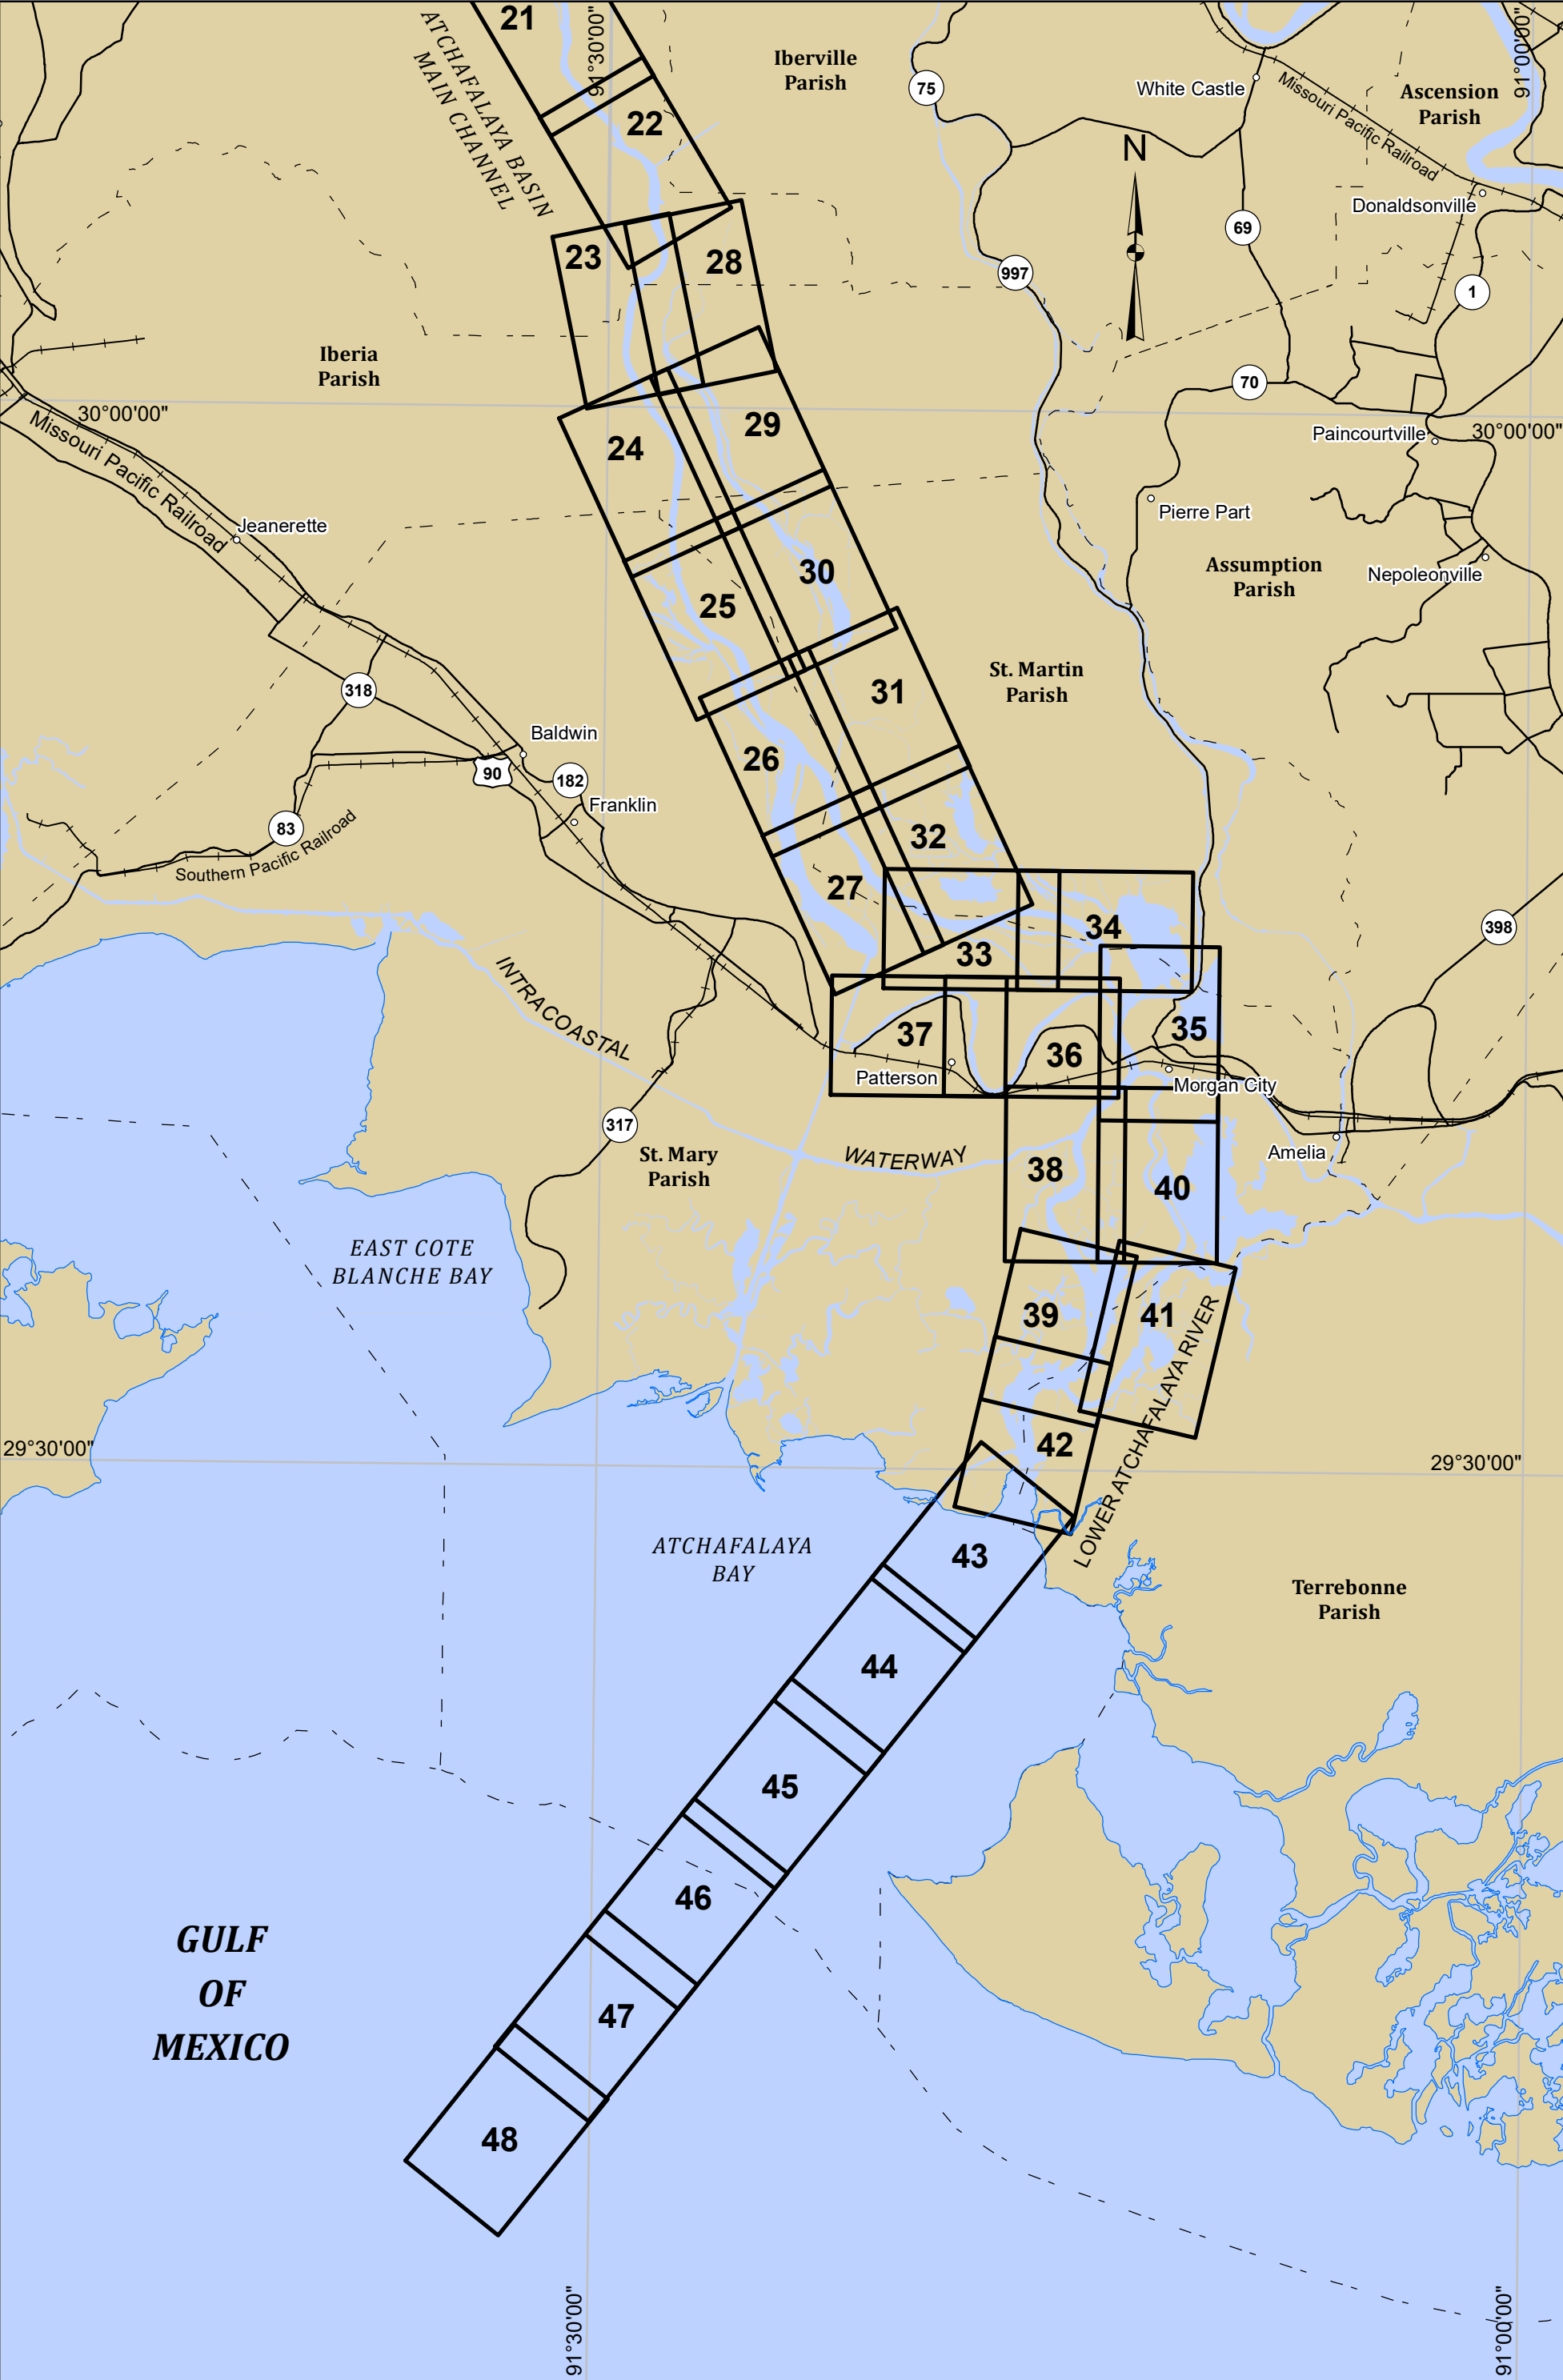 21
91°30'00"
ATCHAFALAYA BASIN
MAIN CHANNEL
Iberville
Parish
75
White Castle
Missouri Pacific Railroad
Ascension
Parish
91°00'00"
22
N
Donaldsonville
69
23
28
997
1
Iberia
Parish
70
30°00'00"
Missouri Pacific Railroad
29
24
Paincourtville
30°00'00"
Jeanerette
Pierre Part
Assumption
Parish
Nepoleonville
30
25
St. Martin
Parish
318
31
Baldwin
26
90
182
Franklin
83
Southern Pacific Railroad
32
27
34
398
33
INTRACOASTAL
35
37
36
Patterson
Morgan City
317
St. Mary
Parish
WATERWAY
Amelia
38
40
EAST COTE
BLANCHE BAY
39
41
LOWER ATCHAFALAYA RIVER
29°30'00"
42
29°30'00"
ATCHAFALAYA
BAY
43
Terrebonne
Parish
44
45
46
GULF
OF
MEXICO
47
48
91°30'00"
91°00'00"